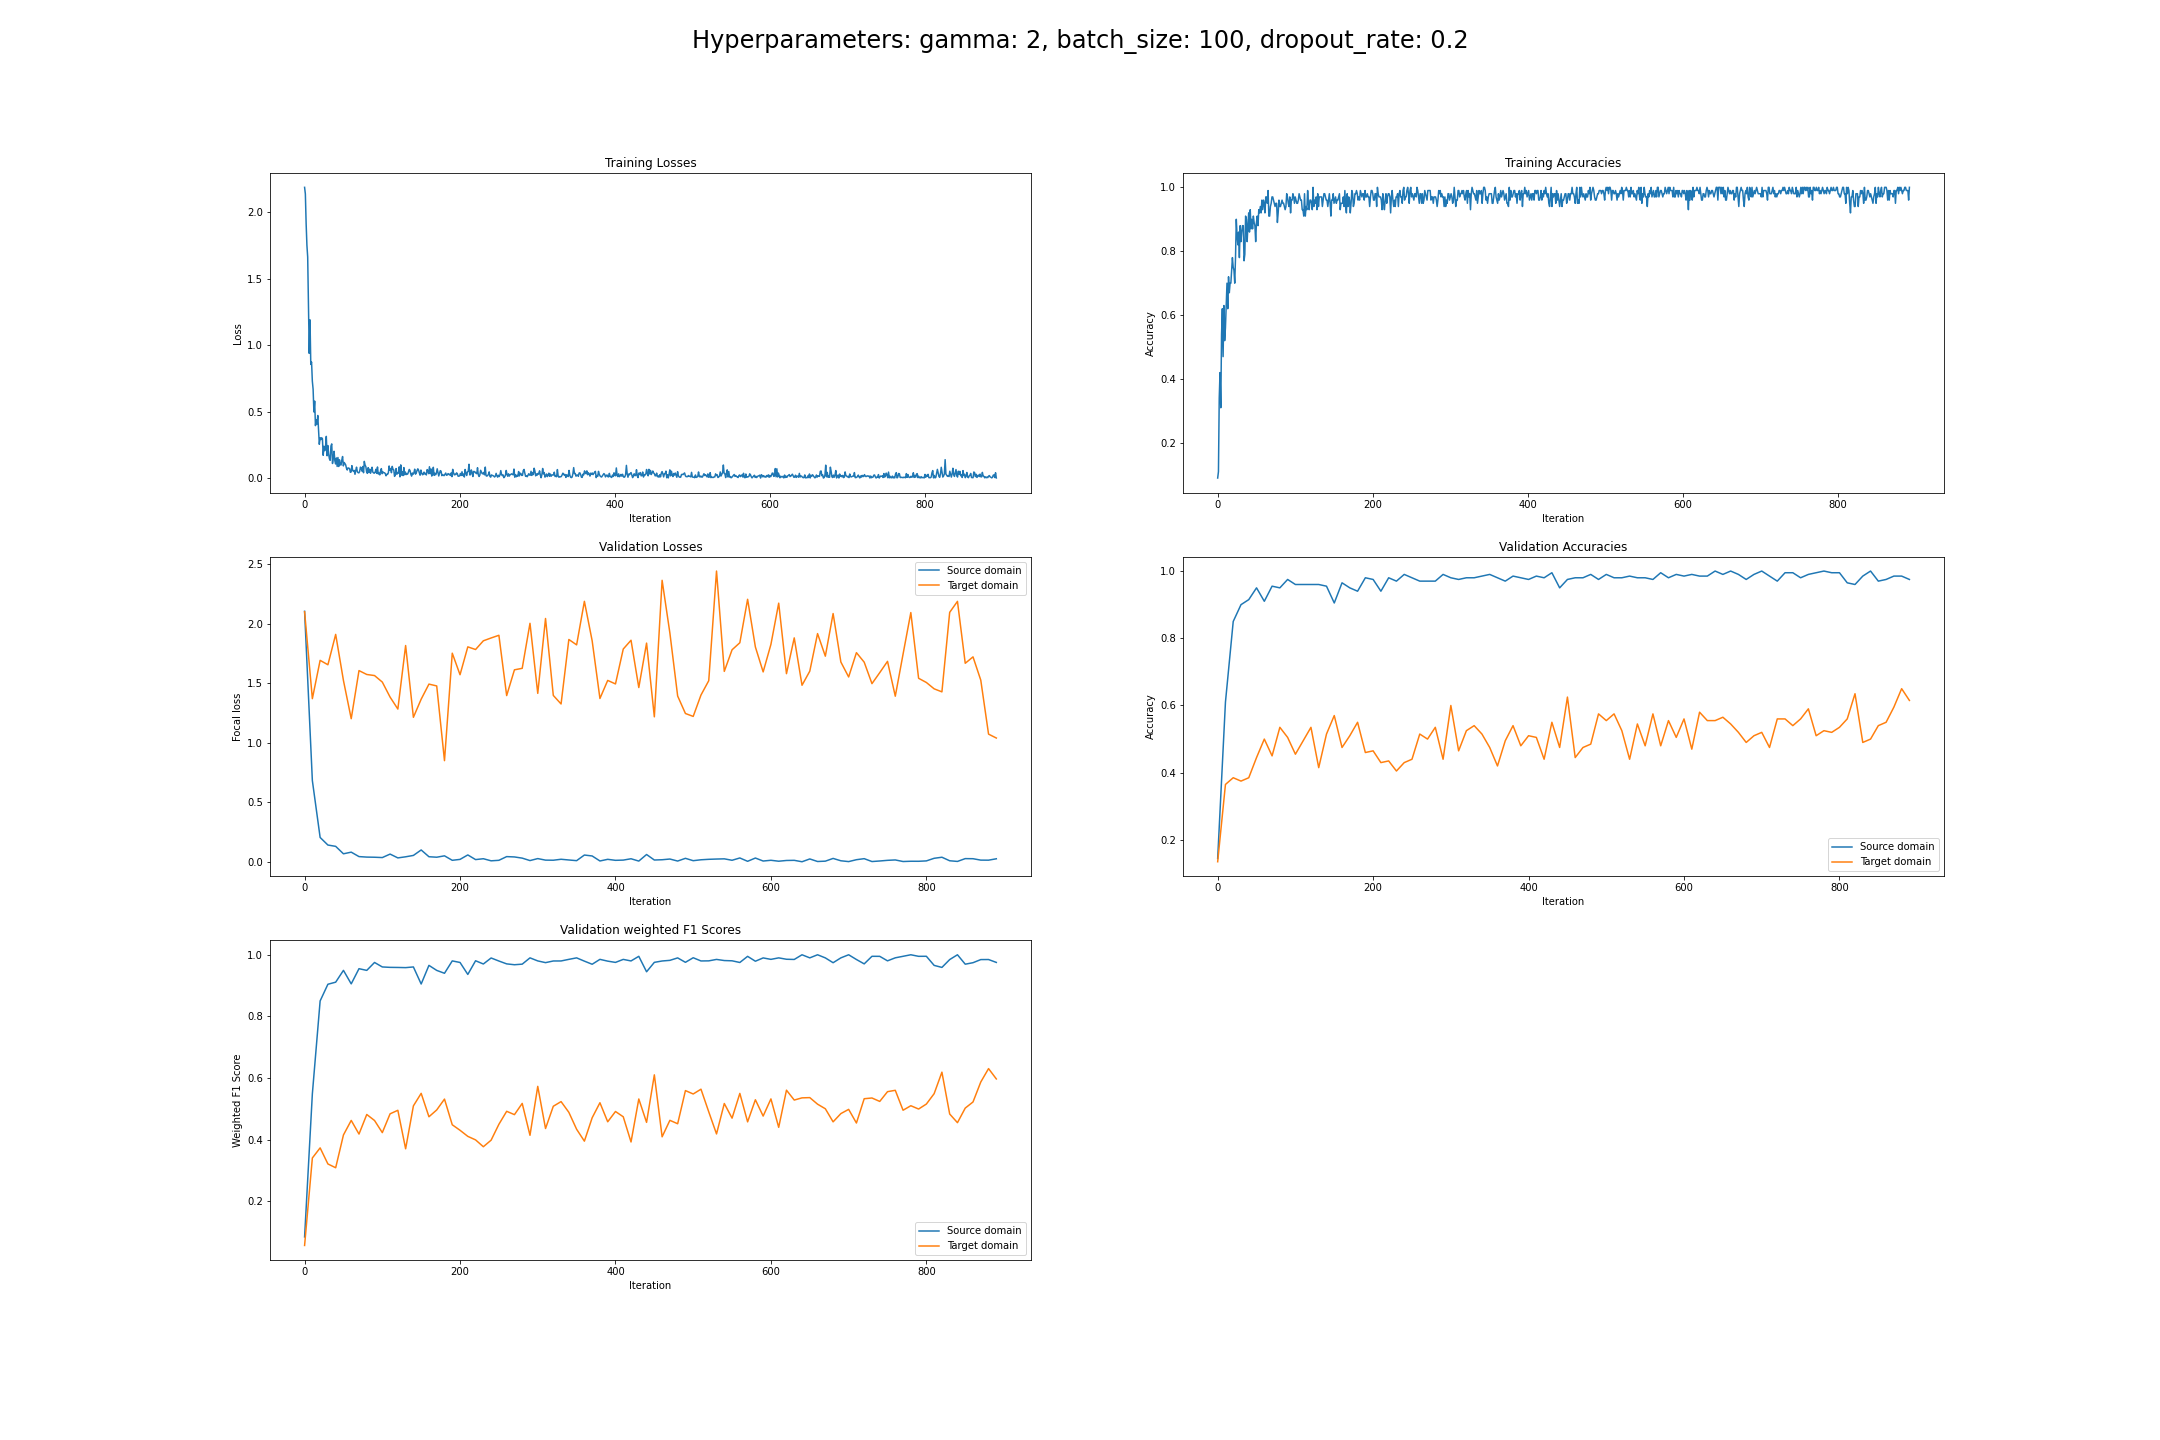 Hyperparameters: gamma: 2, batch_size: 100, dropout_rate: 0.2
Training Losses
2.0
1.5
1.0
0.5
0.0
Loss
0 200 400 600 800
Iteration
Training Accuracies
1.0
0.8
0.6
0.4
0.2
Accuracy
0 200 400 600 800
Iteration
Validation Losses
2.5
2.0
1.5
1.0
0.5
0.0
Focal loss
Source domain
Target domain
0 200 400 600 800
Iteration
Validation Accuracies
1.0
0.8
0.6
0.4
0.2
Accuracy
Source domain
Target domain
0 200 400 600 800
Iteration
Validation weighted F1 Scores
1.0
0.8
0.6
0.4
0.2
Weighted F1 Score
Source domain
Target domain
0 200 400 600 800
Iteration